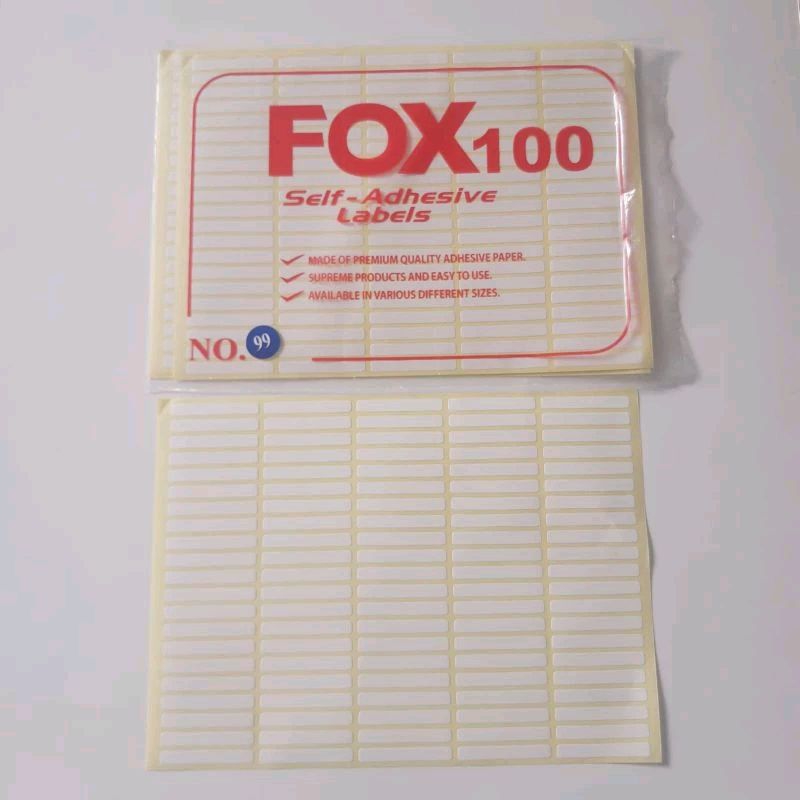 FOX100
Self-Adhesive
Labels
MADE OF PREMIUM QUALITY ADHESIVE PAPER.
SUPREME PRODUCTS AND EASY TO USE.
AVAILABLE IN VARIOUS DIFFERENT SIZES.
NO. 99